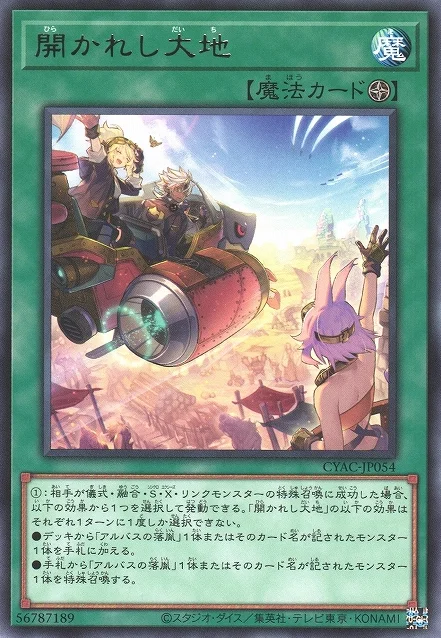 開かれし大地
魔
【魔法カード】
CYAC-JP054
①：相手が儀式・融合・S・X・リンクモンスターの特殊召喚に成功した場合、
以下の効果から１つを選択して発動できる。「開かれし大地」の以下の効果は
それぞれ１ターンに１度しか選択できない。
●デッキから「アルバスの落胤」１体またはそのカード名が記されたモンスター
１体を手札に加える。
●手札から「アルバスの落胤」１体またはそのカード名が記されたモンスター
１体を特殊召喚する。
56787189
©スタジオ・ダイス／集英社・テレビ東京・KONAMI